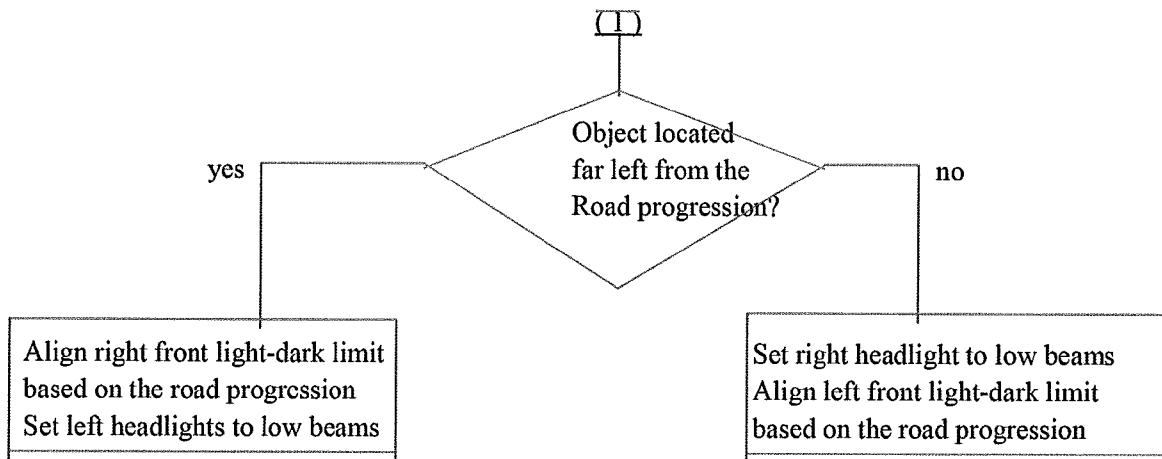 (1)
Object located
far left from the
Road progression?
yes
no
Align right front light-dark limit
based on the road progression
Set left headlights to low beams
Set right headlight to low beams
Align left front light-dark limit
based on the road progression